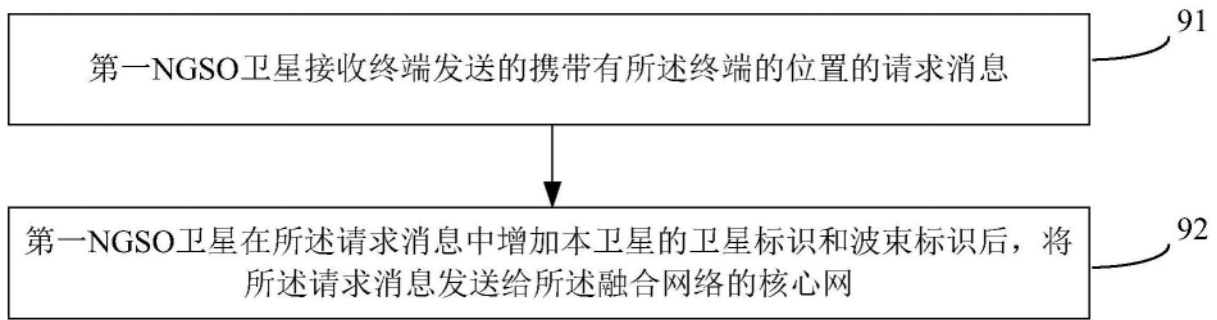 第一NGSO卫星接收终端发送的携带有所述终端的位置的请求消息
91
第一NGSO卫星在所述请求消息中增加本卫星的卫星标识和波束标识后，将
所述请求消息发送给所述融合网络的核心网
92